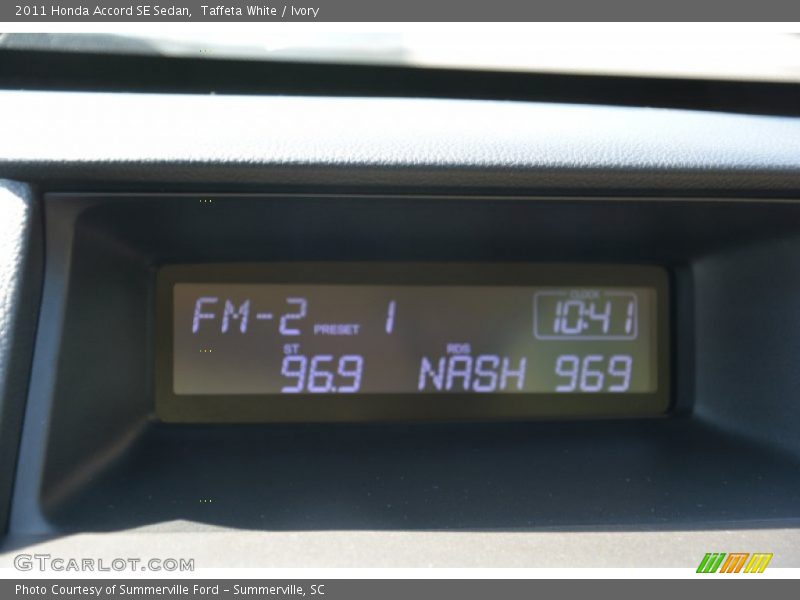 2011 Honda Accord SE Sedan,  Taffeta White / Ivory
CLOCK
FM-2 PRESET 1 10:41
ST RDS
96.9 NASH 969
GTCARLOT.COM
Photo Courtesy of Summerville Ford - Summerville, SC